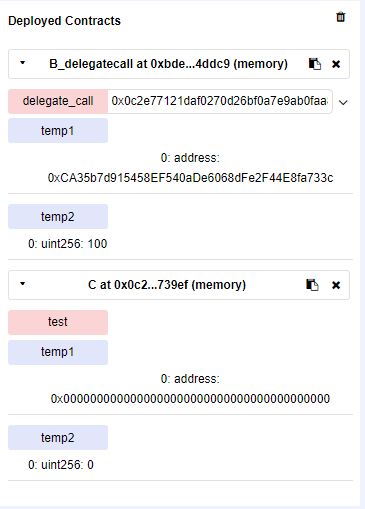 Deployed Contracts
B_delegatecall at 0xbde...4ddc9 (memory)
delegate_call 0x0c2e77121daf0270d26bf0a7e9ab0faa
temp1
0: address:
0xCA35b7d915458EF540aDe6068dFe2F44E8fa733c
temp2
0: uint256: 100
C at 0x0c2...739ef (memory)
test
temp1
0: address:
0x0000000000000000000000000000000000000000
temp2
0: uint256: 0